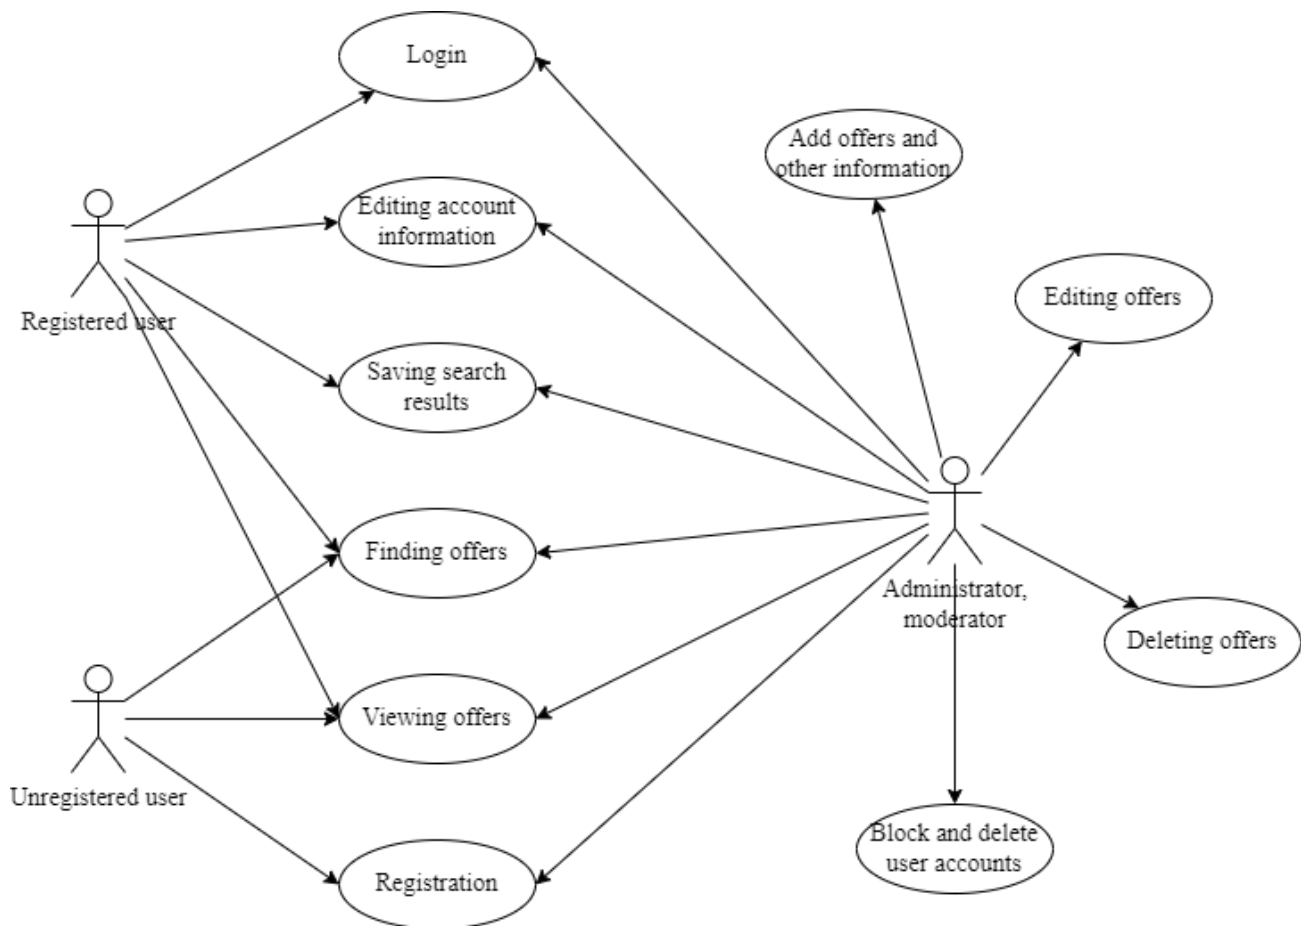 Login
Add offers and
other information
Editing account
information
Editing offers
Registered user
Saving search
results
Finding offers
Administrator,
moderator
Deleting offers
Viewing offers
Unregistered user
Block and delete
user accounts
Registration